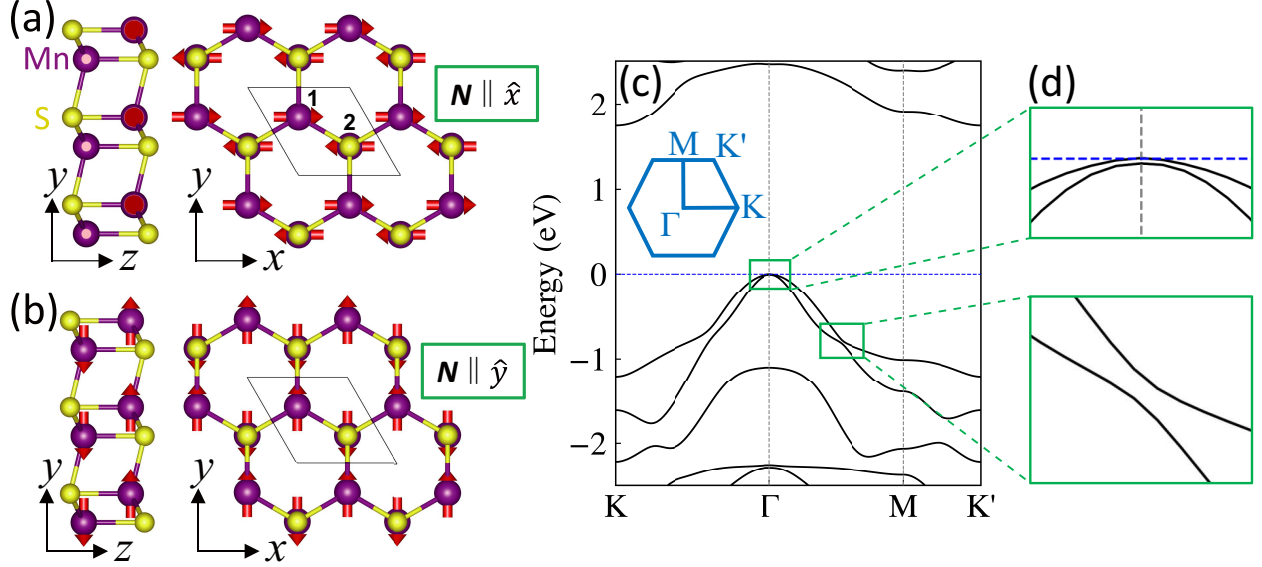 (a)
Mn
S
y
z
1
2
x
y
N ∥ x̂
(b)
y
z
x
y
N ∥ ŷ
(c)
Energy (eV)
2
1
0
−1
−2
M
K'
Γ
K
K
Γ
M
K'
(d)